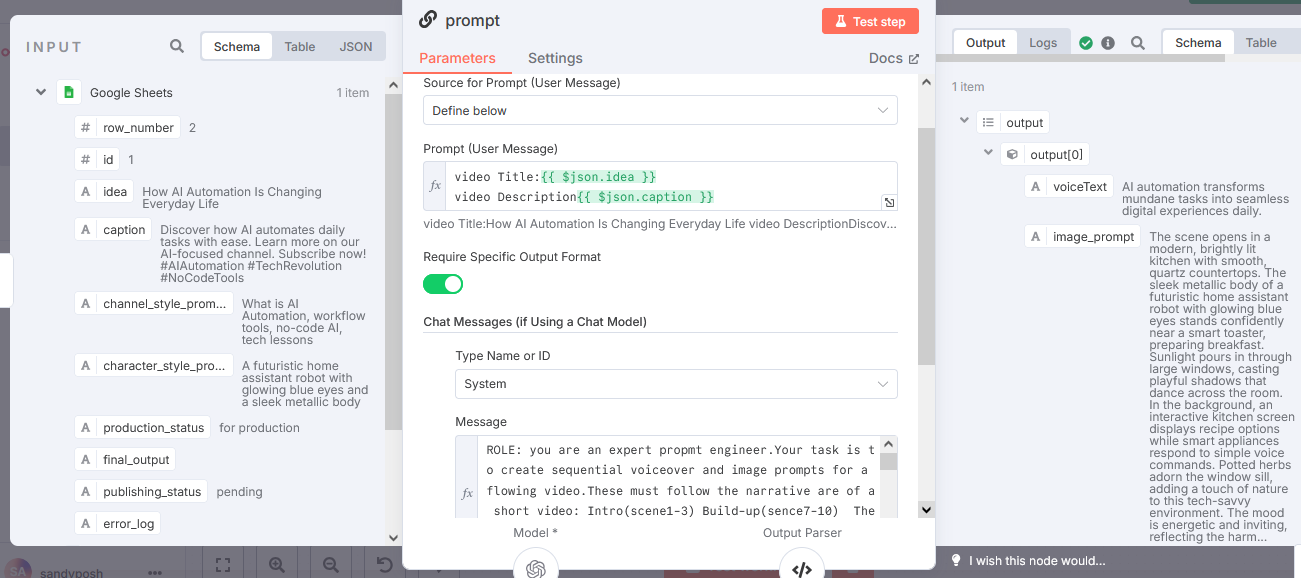 INPUT
Schema
Table
JSON
Google Sheets
1 item
# row_number 2
# id 1
A idea How AI Automation Is Changing
Everyday Life
A caption Discover how AI automates daily
tasks with ease. Learn more on our
AI-focused channel. Subscribe now!
#AIAutomation #TechRevolution
#NoCodeTools
A channel_style_prom... What is AI
Automation, workflow
tools, no-code AI,
tech lessons
A character_style_pro... A futuristic home
assistant robot with
glowing blue eyes and
a sleek metallic body
A production_status for production
A final_output
A publishing_status pending
A error_log
SA sandyposh
prompt
Test step
Parameters
Settings
Docs
Source for Prompt (User Message)
Define below
Prompt (User Message)
fx
video Title:{{ $json.idea }}
video Description{{ $json.caption }}
video Title:How AI Automation Is Changing Everyday Life video DescriptionDiscov...
Require Specific Output Format
Chat Messages (if Using a Chat Model)
Type Name or ID
System
Message
fx
ROLE: you are an expert propmt engineer.Your task is t
o create sequential voiceover and image prompts for a
flowing video.These must follow the narrative are of a
short video: Intro(scene1-3) Build-up(sence7-10) The
Model *
Output Parser
Output
Logs
Schema
Table
1 item
output
output[0]
A voiceText AI automation transforms
mundane tasks into seamless
digital experiences daily.
A image_prompt The scene opens in a
modern, brightly lit
kitchen with smooth,
quartz countertops. The
sleek metallic body of a
futuristic home assistant
robot with glowing blue
eyes stands confidently
near a smart toaster,
preparing breakfast.
Sunlight pours in through
large windows, casting
playful shadows that
dance across the room.
In the background, an
interactive kitchen screen
displays recipe options
while smart appliances
respond to simple voice
commands. Potted herbs
adorn the window sill,
adding a touch of nature
to this tech-savvy
environment. The mood
is energetic and inviting,
reflecting the harm...
I wish this node would...